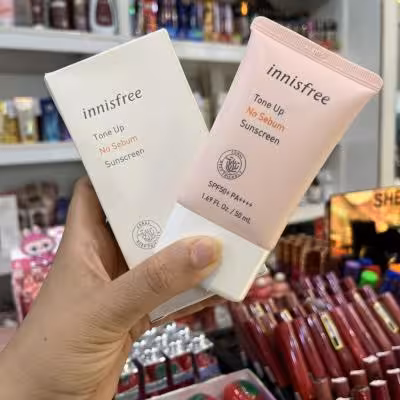 innisfree
Tone Up
No Sebum
Sunscreen
innisfree
Tone Up
No Sebum
Sunscreen
SPF50+ PA++++
1.69 Fl. Oz / 50 mL
SHE